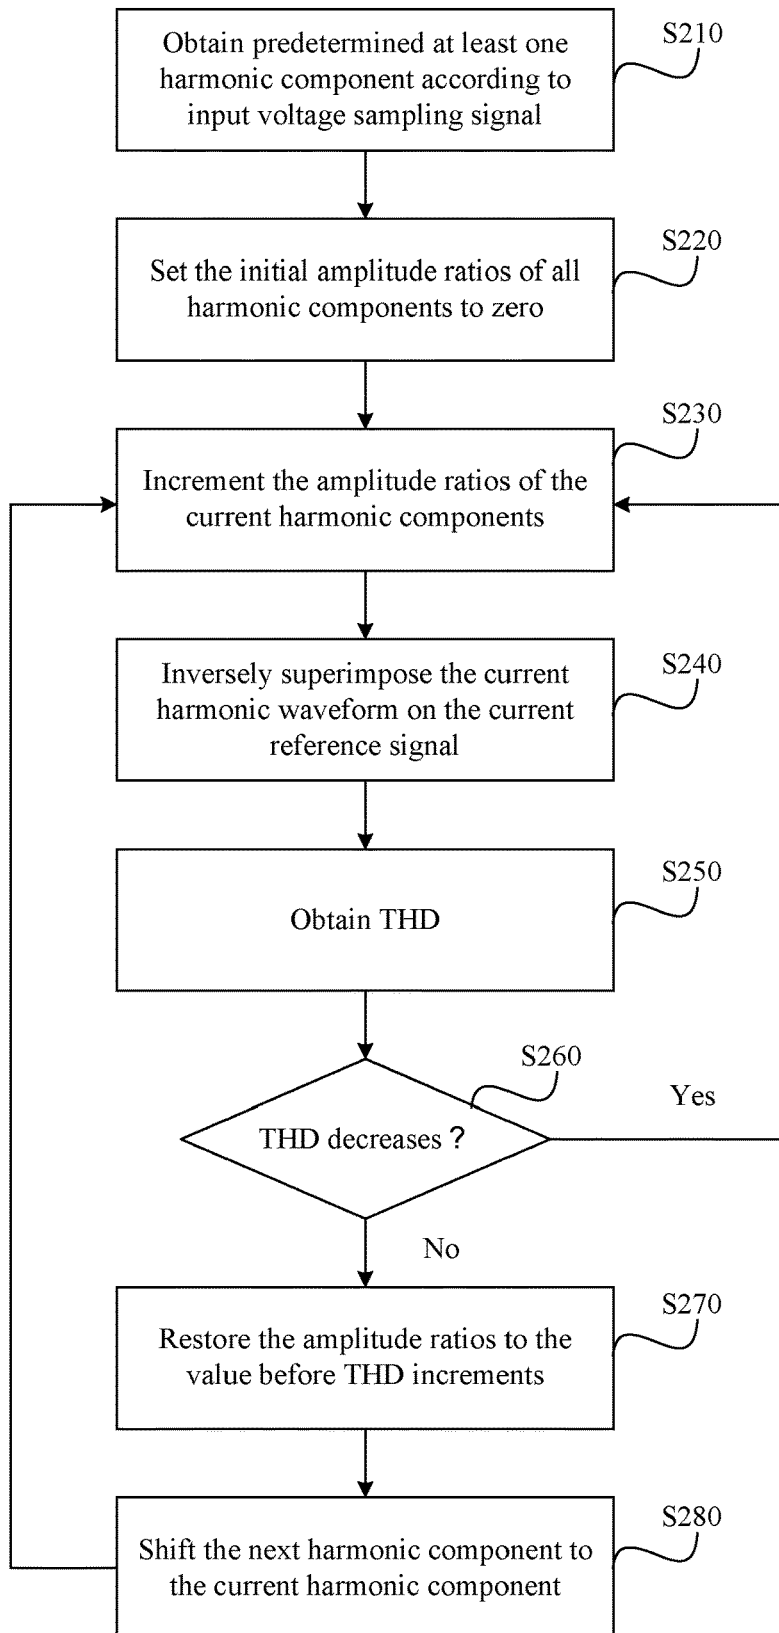 S210
Obtain predetermined at least one
harmonic component according to
input voltage sampling signal
S220
Set the initial amplitude ratios of all
harmonic components to zero
S230
Increment the amplitude ratios of the
current harmonic components
S240
Inversely superimpose the current
harmonic waveform on the current
reference signal
S250
Obtain THD
S260
THD decreases ?
Yes
No
S270
Restore the amplitude ratios to the
value before THD increments
S280
Shift the next harmonic component to
the current harmonic component